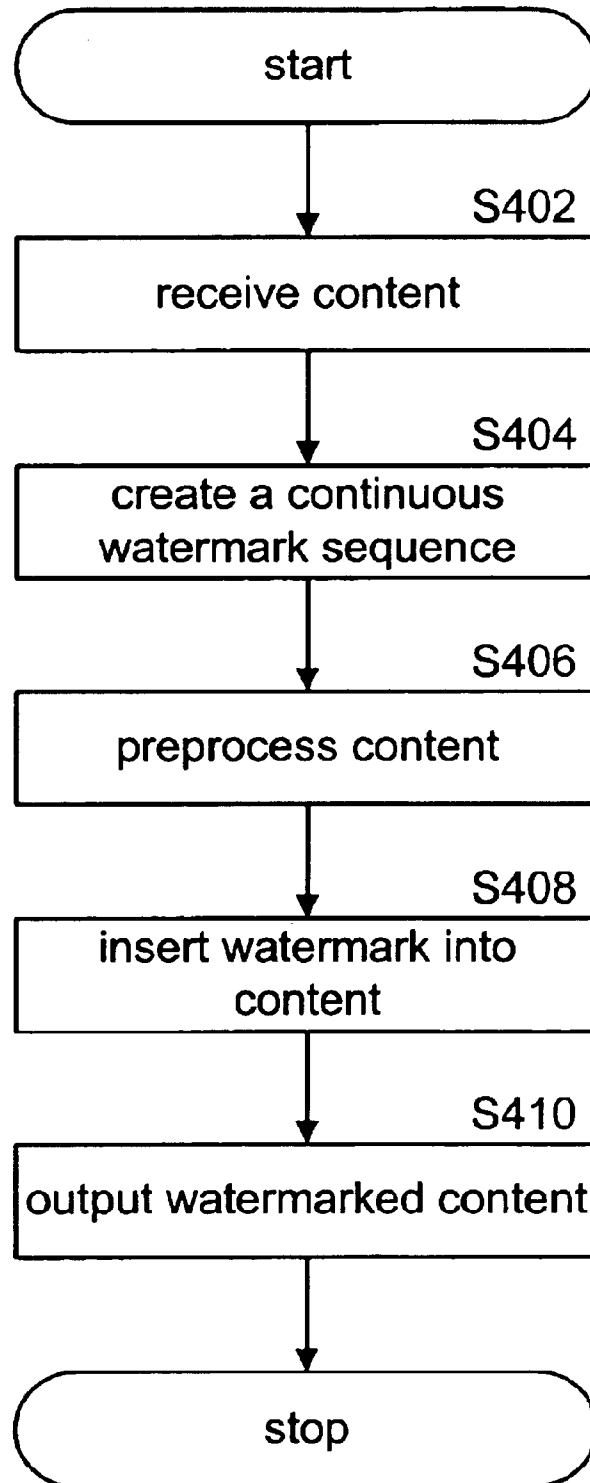 start
S402
receive content
S404
create a continuous
watermark sequence
S406
preprocess content
S408
insert watermark into
content
S410
output watermarked content
stop